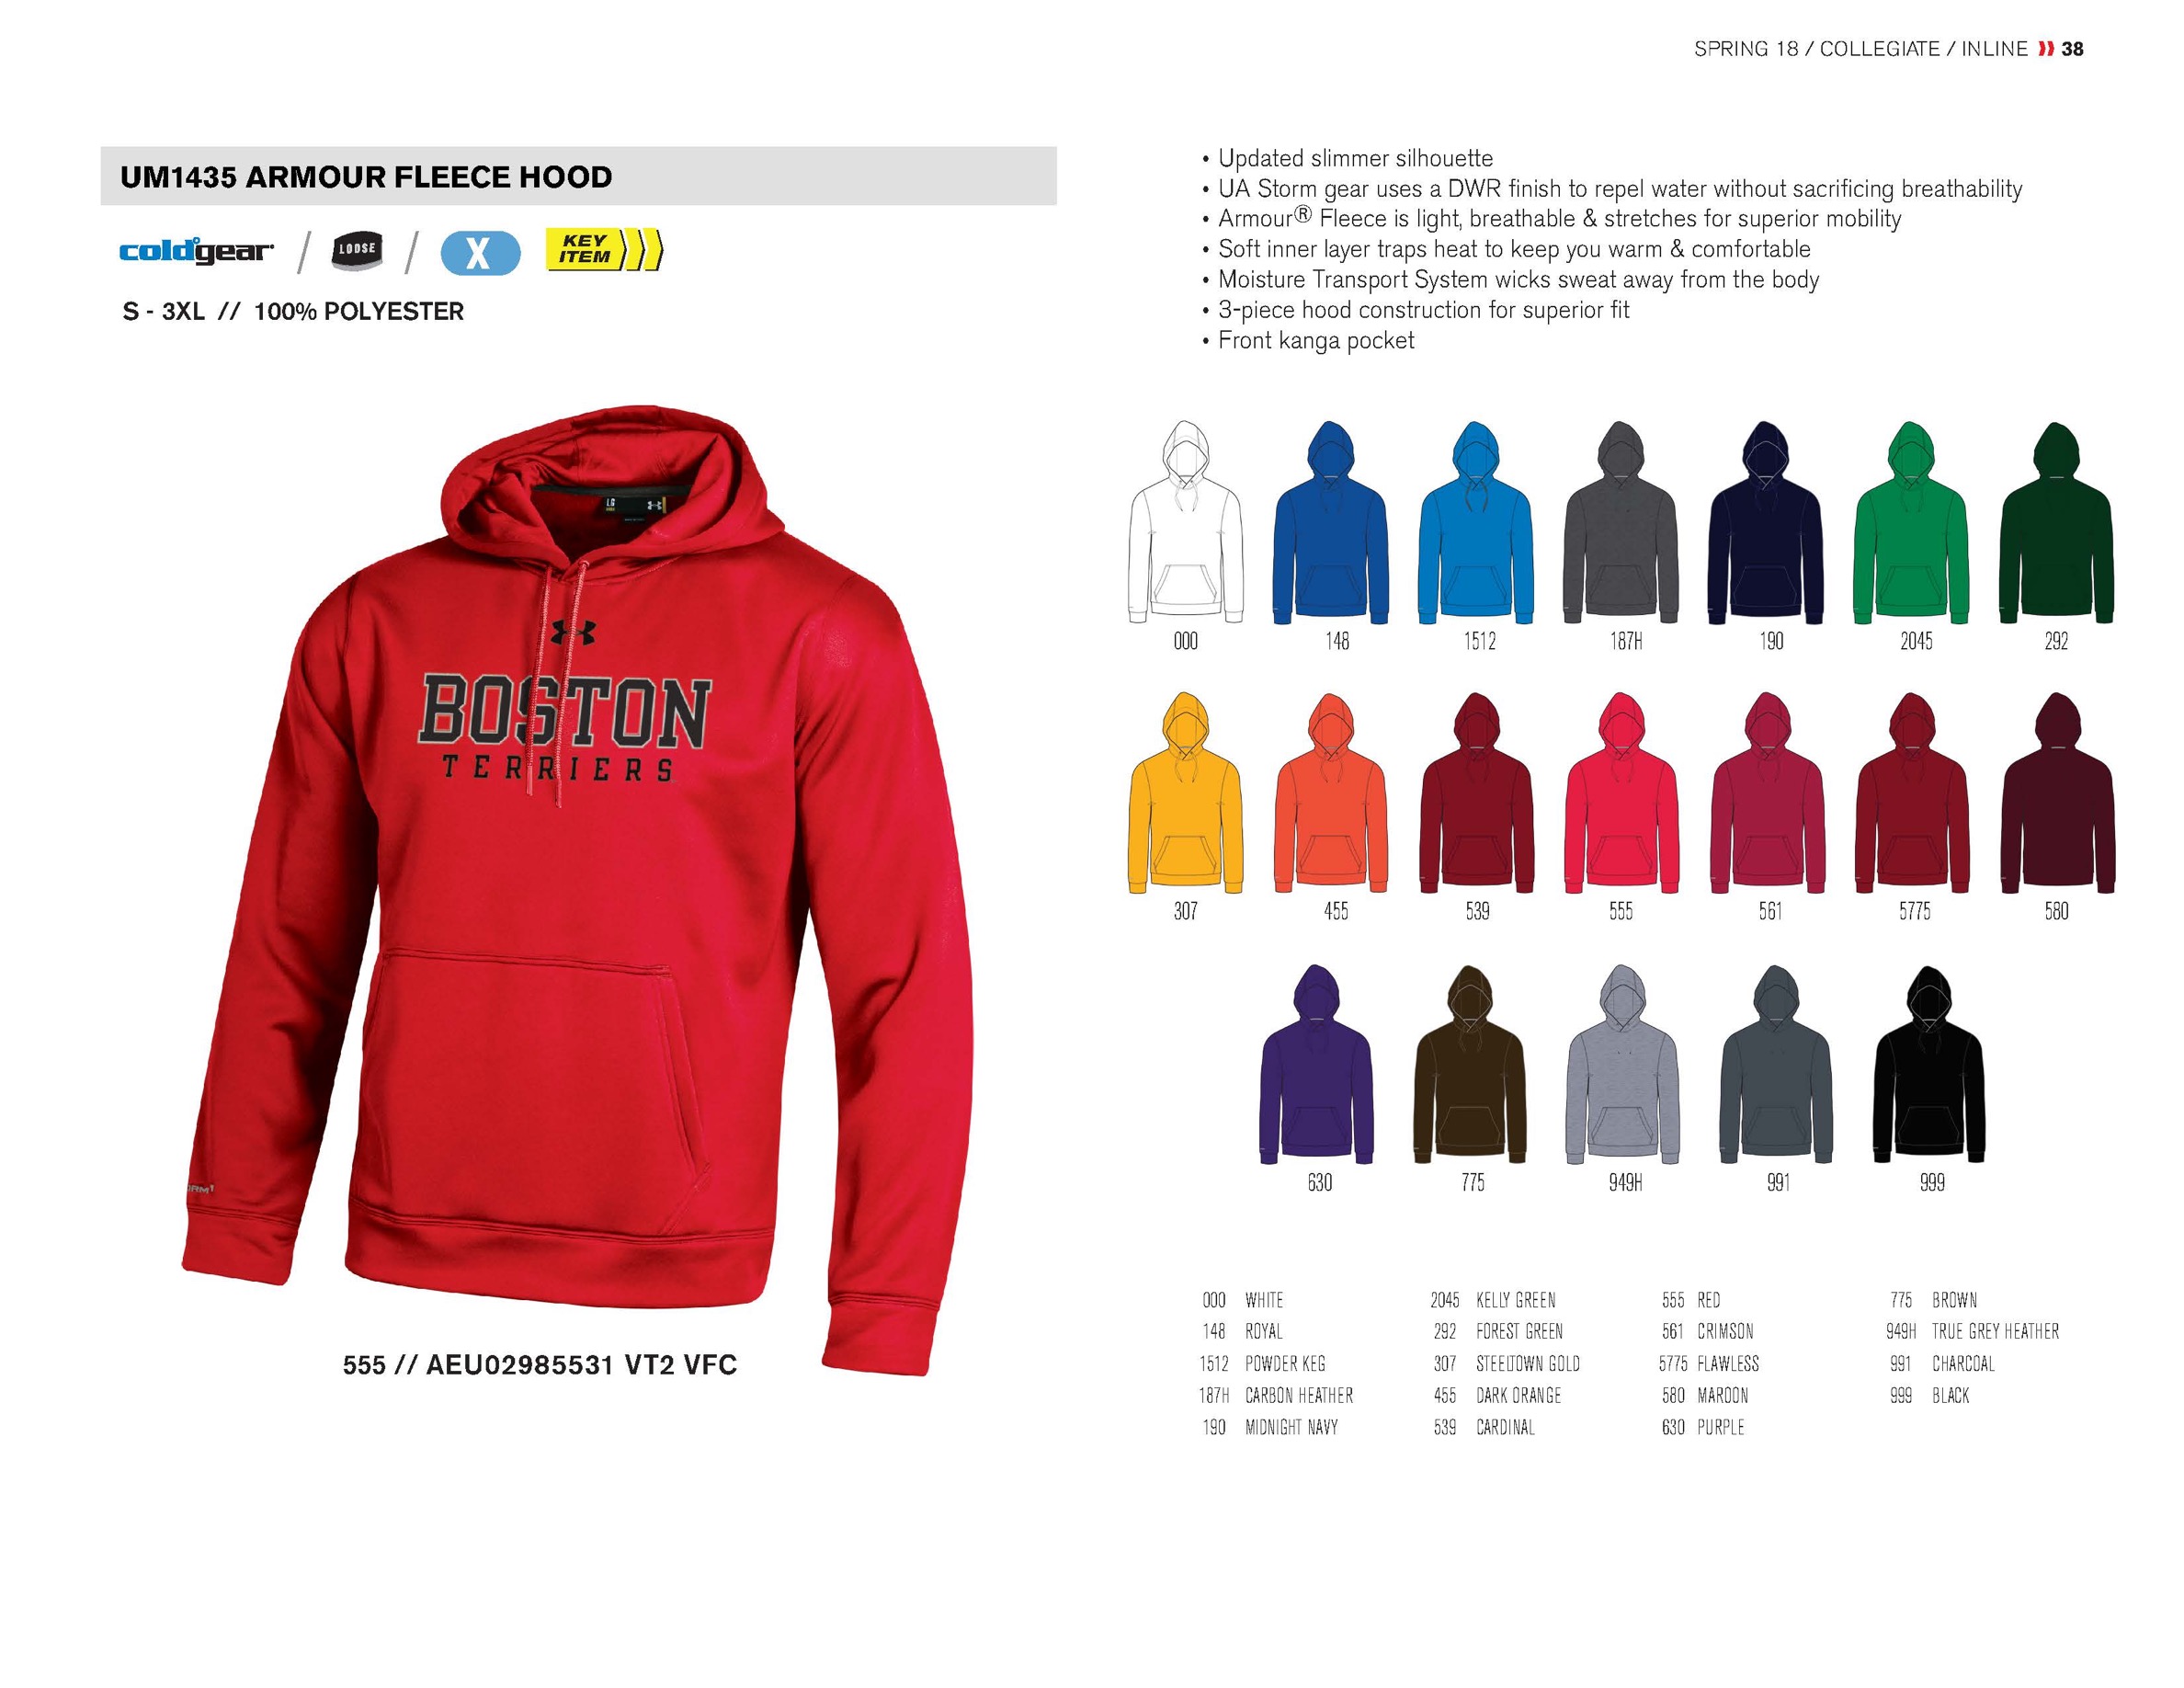 SPRING 18 / COLLEGIATE / INLINE 38
UM1435 ARMOUR FLEECE HOOD
coldgear / LOOSE / X KEY ITEM
S - 3XL // 100% POLYESTER
• Updated slimmer silhouette
• UA Storm gear uses a DWR finish to repel water without sacrificing breathability
• Armour® Fleece is light, breathable & stretches for superior mobility
• Soft inner layer traps heat to keep you warm & comfortable
• Moisture Transport System wicks sweat away from the body
• 3-piece hood construction for superior fit
• Front kanga pocket
LG
BOSTON
TERRIERS
555 // AEU02985531 VT2 VFC
000 148 1512 187H 190 2045 292
307 455 539 555 561 5775 580
630 775 949H 991 999
000 WHITE
148 ROYAL
1512 POWDER KEG
187H CARBON HEATHER
190 MIDNIGHT NAVY
2045 KELLY GREEN
292 FOREST GREEN
307 STEELTOWN GOLD
455 DARK ORANGE
539 CARDINAL
555 RED
561 CRIMSON
5775 FLAWLESS
580 MAROON
630 PURPLE
775 BROWN
949H TRUE GREY HEATHER
991 CHARCOAL
999 BLACK